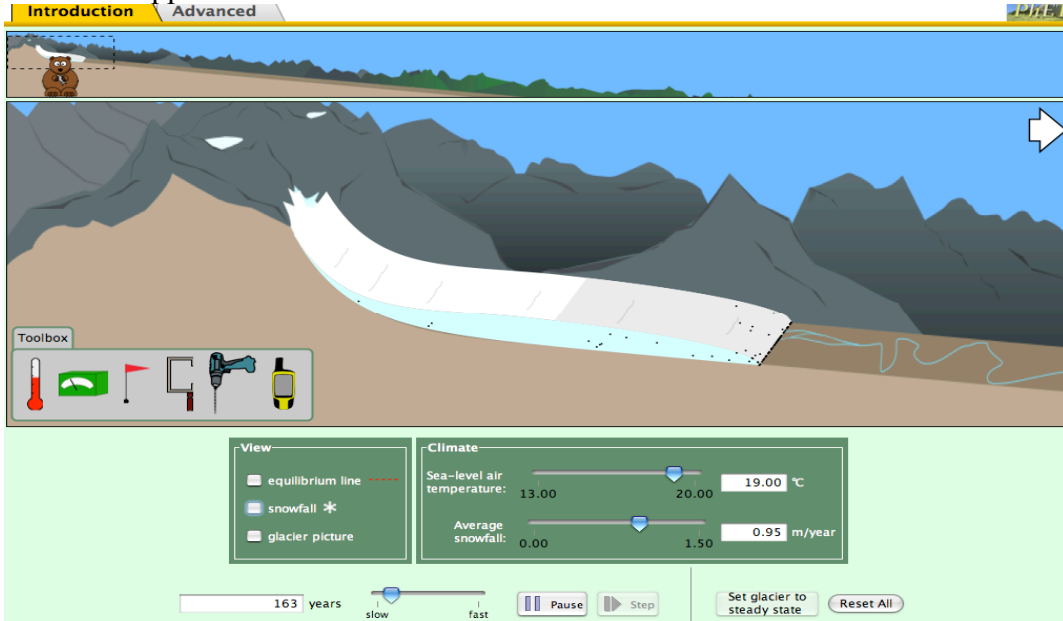 Introduction Advanced
Toolbox
View
equilibrium line
snowfall
glacier picture
Climate
Sea-level air
temperature:
13.00 20.00
19.00 ℃
Average
snowfall:
0.00 1.50
0.95 m/year
163 years
slow fast
Pause
Step
Set glacier to
steady state
Reset All